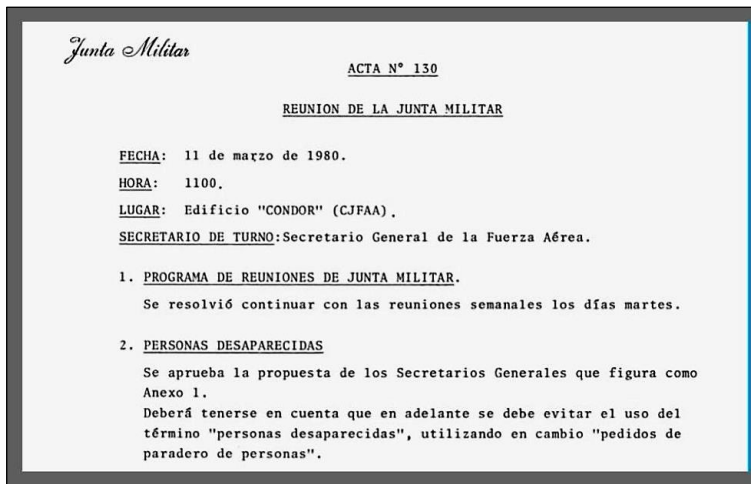 Junta Militar
ACTA N° 130
REUNION DE LA JUNTA MILITAR
FECHA: 11 de marzo de 1980.
HORA: 1100.
LUGAR: Edificio "CONDOR" (CJFAA).
SECRETARIO DE TURNO:Secretario General de la Fuerza Aérea.
1. PROGRAMA DE REUNIONES DE JUNTA MILITAR.
Se resolvió continuar con las reuniones semanales los días martes.
2. PERSONAS DESAPARECIDAS
Se aprueba la propuesta de los Secretarios Generales que figura como
Anexo 1.
Deberá tenerse en cuenta que en adelante se debe evitar el uso del
término "personas desaparecidas", utilizando en cambio "pedidos de
paradero de personas".